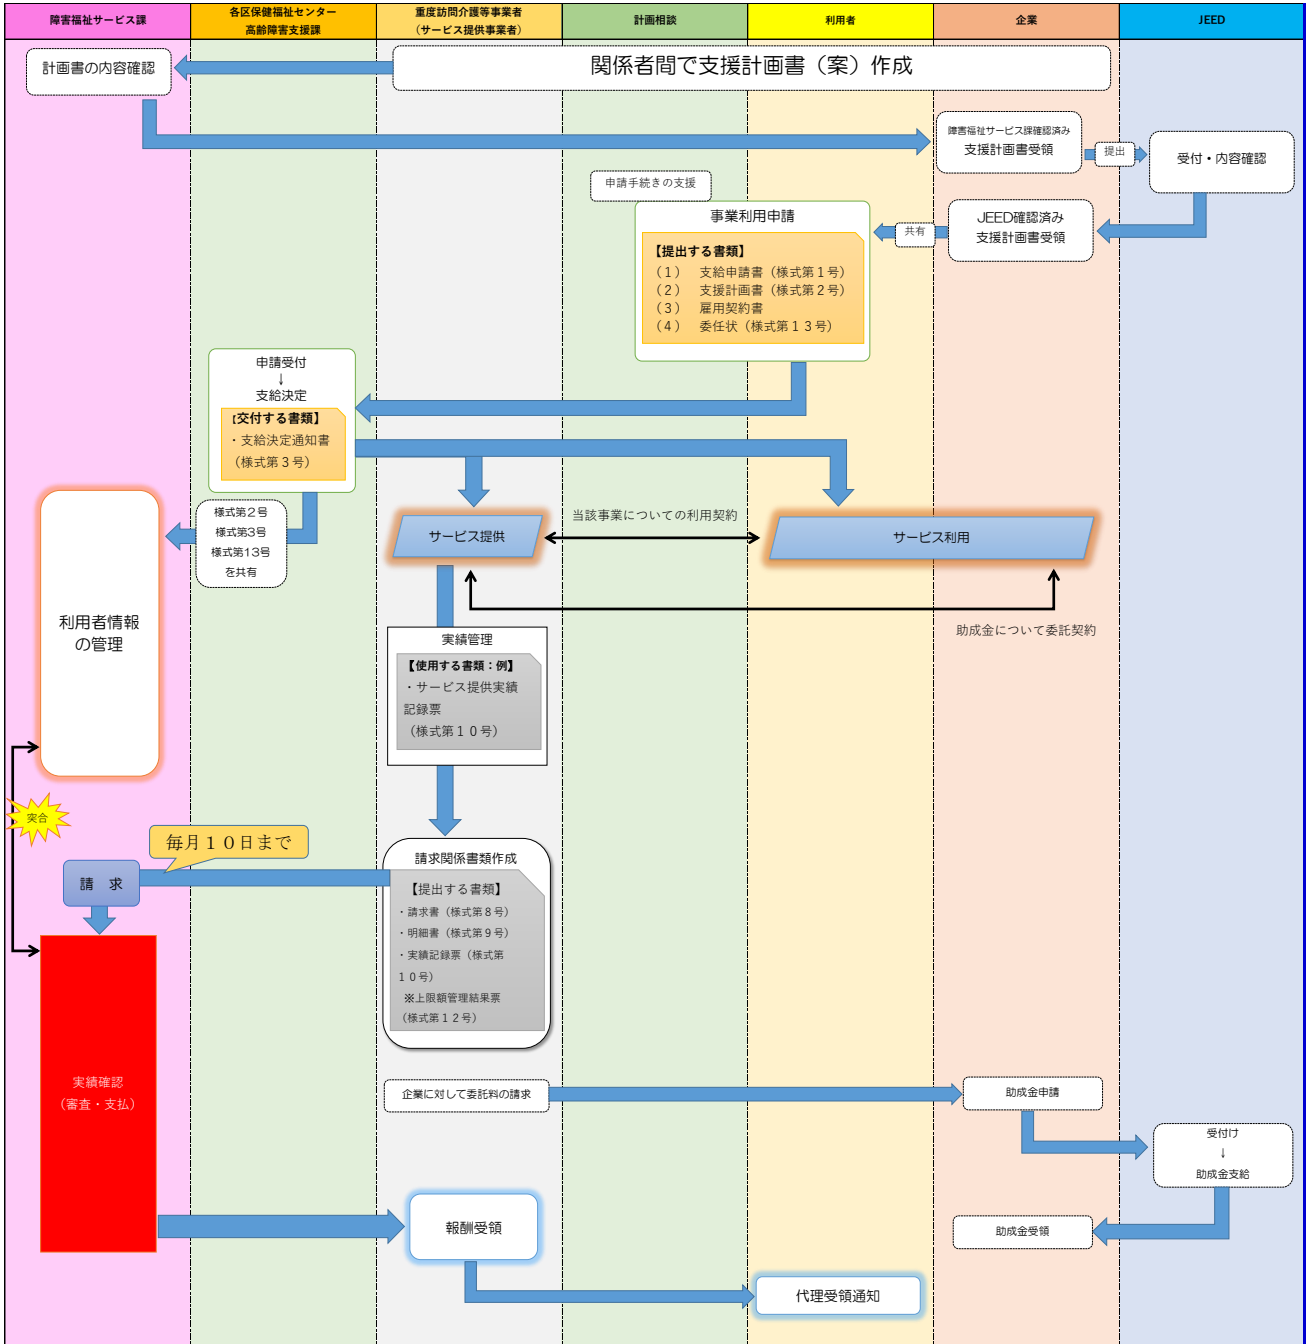 障害福祉サービス課
各区保健福祉センター
高齢障害支援課
重度訪問介護等事業者
（サービス提供事業者）
計画相談
利用者
企業
JEED
計画書の内容確認
関係者間で支援計画書（案）作成
障害福祉サービス課確認済み
支援計画書受領
提出
受付・内容確認
申請手続きの支援
事業利用申請
【提出する書類】
（１）　支給申請書（様式第１号）
（２）　支援計画書（様式第２号）
（３）　雇用契約書
（４）　委任状（様式第１３号）
共有
JEED確認済み
支援計画書受領
申請受付
↓
支給決定
【交付する書類】
・支給決定通知書
（様式第３号）
様式第２号
様式第3号
様式第13号
を共有
サービス提供
当該事業についての利用契約
サービス利用
助成金について委託契約
利用者情報
の管理
実績管理
【使用する書類：例】
・サービス提供実績
記録票
（様式第１０号）
突合
毎月１０日まで
請　求
請求関係書類作成
【提出する書類】
・請求書（様式第８号）
・明細書（様式第９号）
・実績記録票（様式第
１０号）
※上限額管理結果票
（様式第１２号）
実績確認
（審査・支払）
企業に対して委託料の請求
助成金申請
受付け
↓
助成金支給
報酬受領
助成金受領
代理受領通知